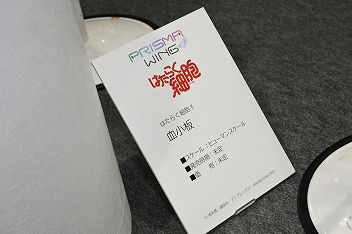 PRISMA
WING
はたらく
細胞
はたらく細胞!!
血小板
■スケール:ヒューマンスケール
■発売時期:未定
■価　　格:未定